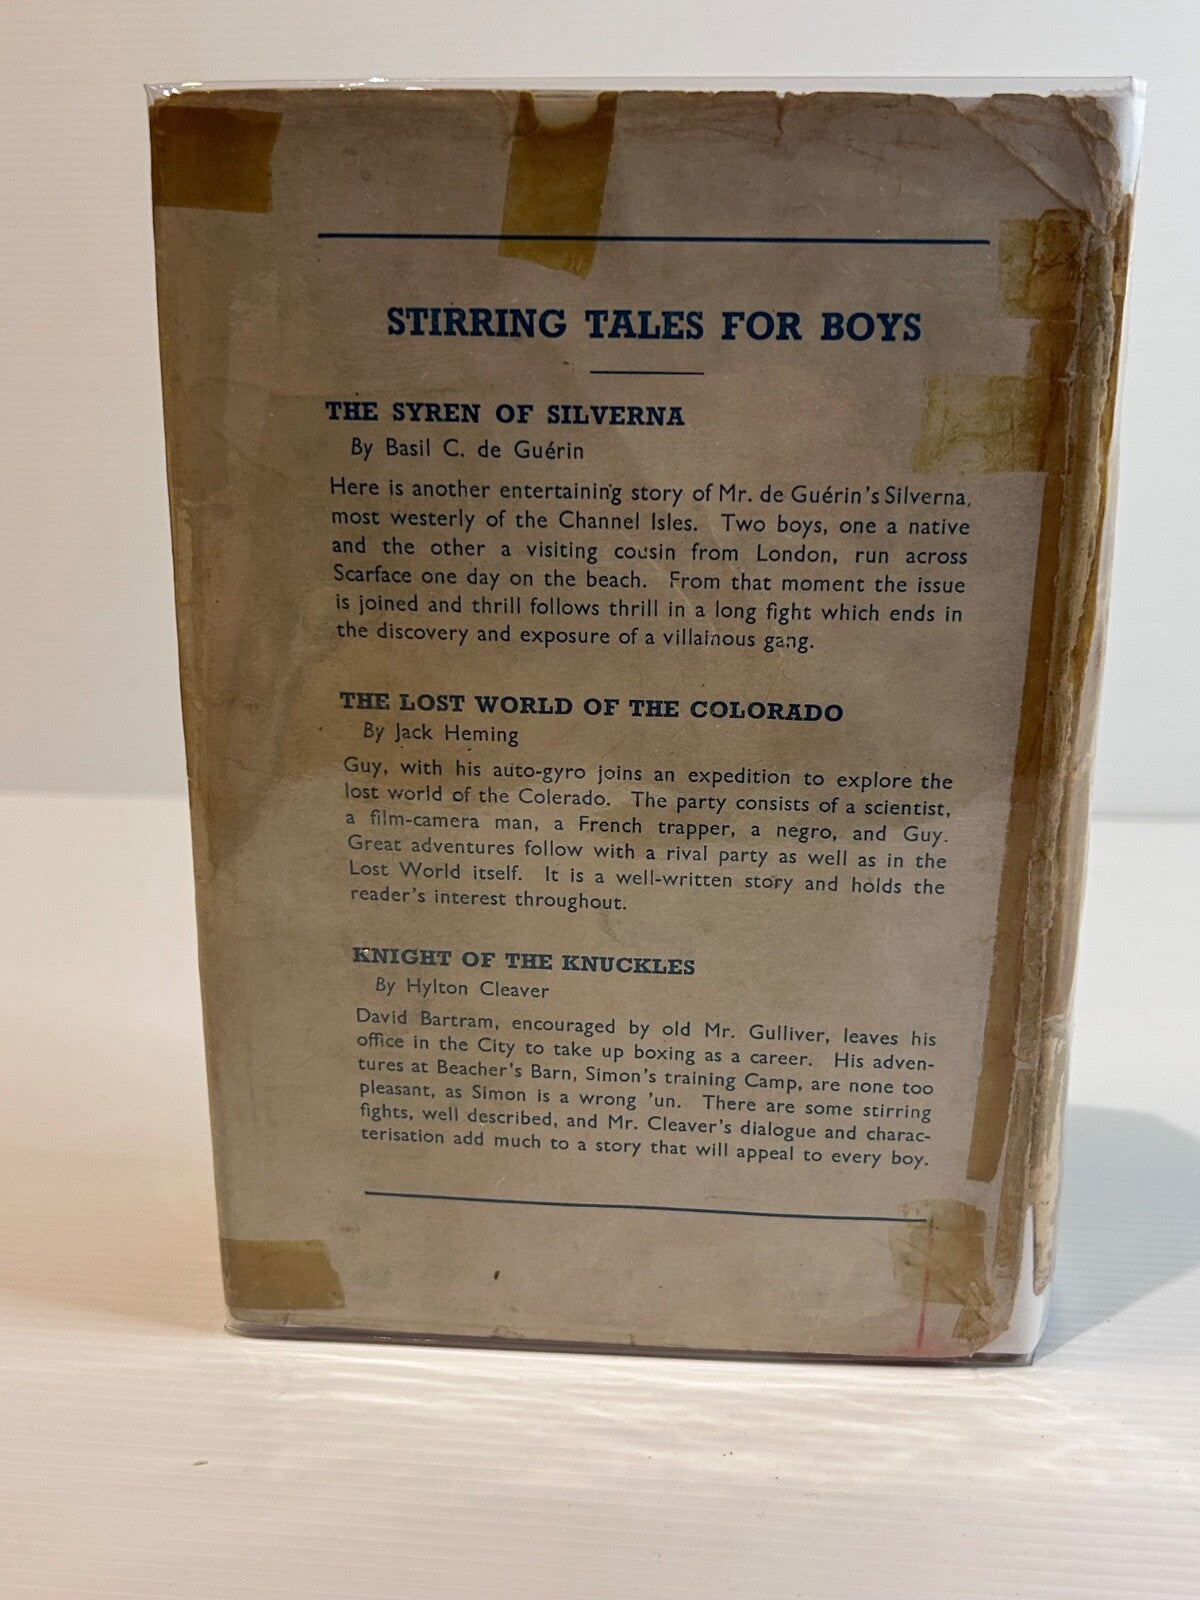 STIRRING TALES FOR BOYS
THE SYREN OF SILVERNA
By Basil C. de Guérin
Here is another entertaining story of Mr. de Guérin's Silverna,
most westerly of the Channel Isles. Two boys, one a native
and the other a visiting cousin from London, run across
Scarface one day on the beach. From that moment the issue
is joined and thrill follows thrill in a long fight which ends in
the discovery and exposure of a villainous gang.
THE LOST WORLD OF THE COLORADO
By Jack Heming
Guy, with his auto-gyro joins an expedition to explore the
lost world of the Colerado. The party consists of a scientist,
a film-camera man, a French trapper, a negro, and Guy.
Great adventures follow with a rival party as well as in the
Lost World itself. It is a well-written story and holds the
reader's interest throughout.
KNIGHT OF THE KNUCKLES
By Hylton Cleaver
David Bartram, encouraged by old Mr. Gulliver, leaves his
office in the City to take up boxing as a career. His adven-
tures at Beacher's Barn, Simon's training Camp, are none too
pleasant, as Simon is a wrong 'un. There are some stirring
fights, well described, and Mr. Cleaver's dialogue and charac-
terisation add much to a story that will appeal to every boy.